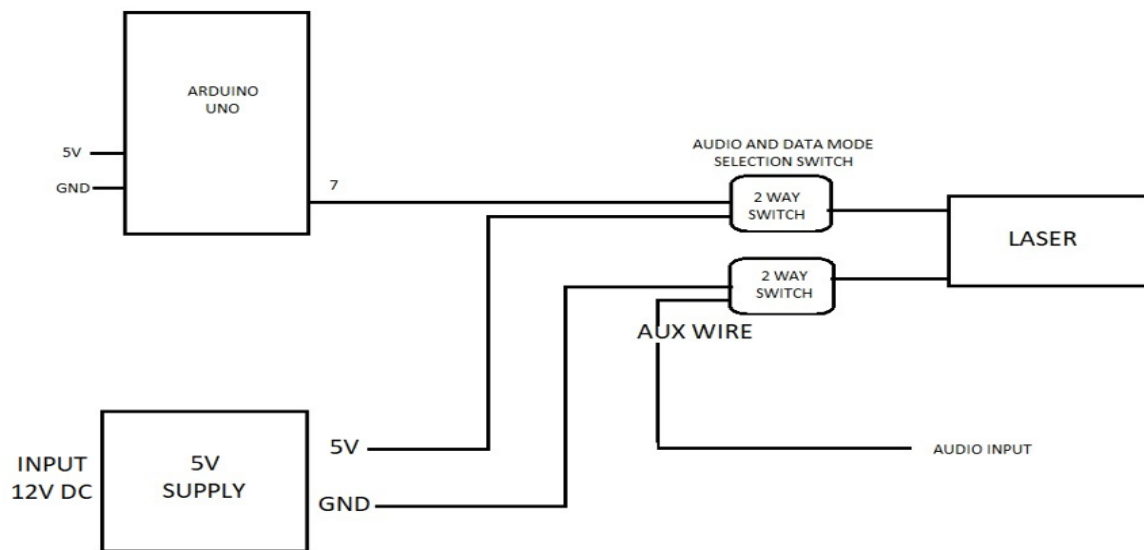 ARDUINO
UNO
5V
GND
7
AUDIO AND DATA MODE
SELECTION SWITCH
2 WAY
SWITCH
LASER
2 WAY
SWITCH
AUX WIRE
AUDIO INPUT
INPUT
12V DC
5V
SUPPLY
5V
GND